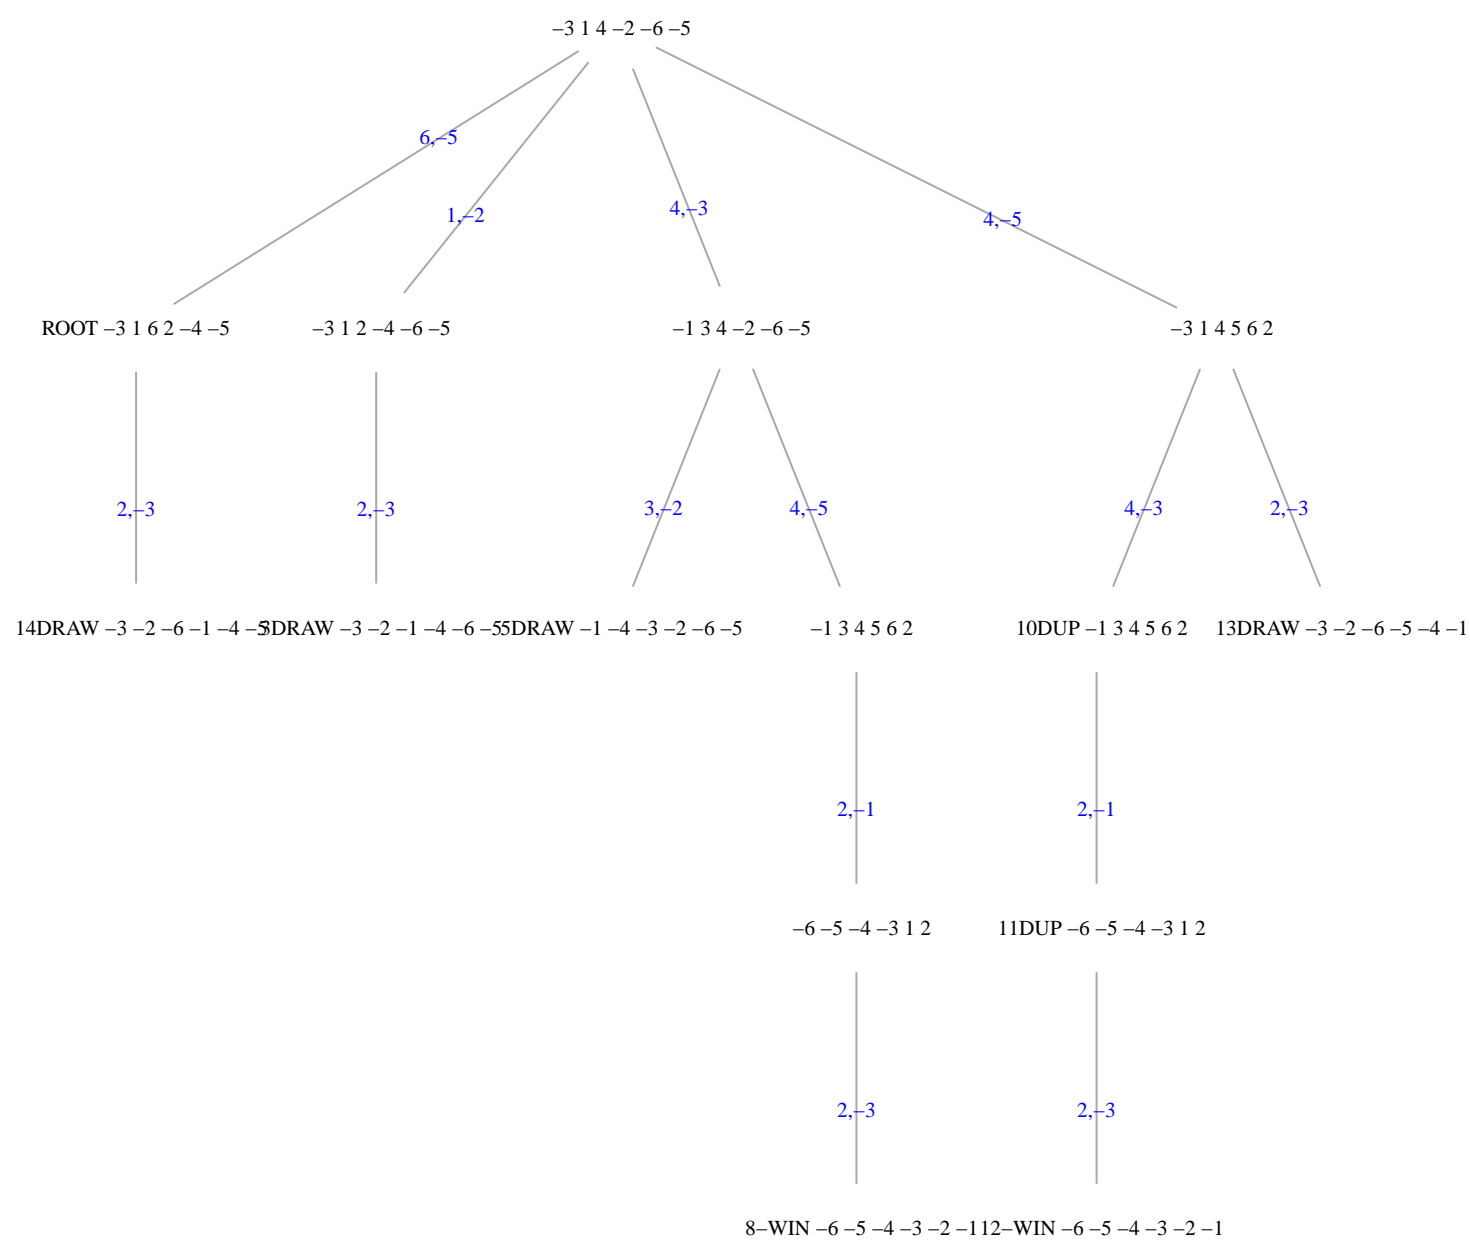 –3 1 4 –2 –6 –5
6,–5
1,–2
4,–3
4,–5
ROOT –3 1 6 2 –4 –5
–3 1 2 –4 –6 –5
–1 3 4 –2 –6 –5
–3 1 4 5 6 2
2,–3
2,–3
3,–2
4,–5
4,–3
2,–3
14DRAW –3 –2 –6 –1 –4 –5
3DRAW –3 –2 –1 –4 –6 –5
5DRAW –1 –4 –3 –2 –6 –5
–1 3 4 5 6 2
10DUP –1 3 4 5 6 2
13DRAW –3 –2 –6 –5 –4 –1
2,–1
2,–1
–6 –5 –4 –3 1 2
11DUP –6 –5 –4 –3 1 2
2,–3
2,–3
8–WIN –6 –5 –4 –3 –2 –1
12–WIN –6 –5 –4 –3 –2 –1